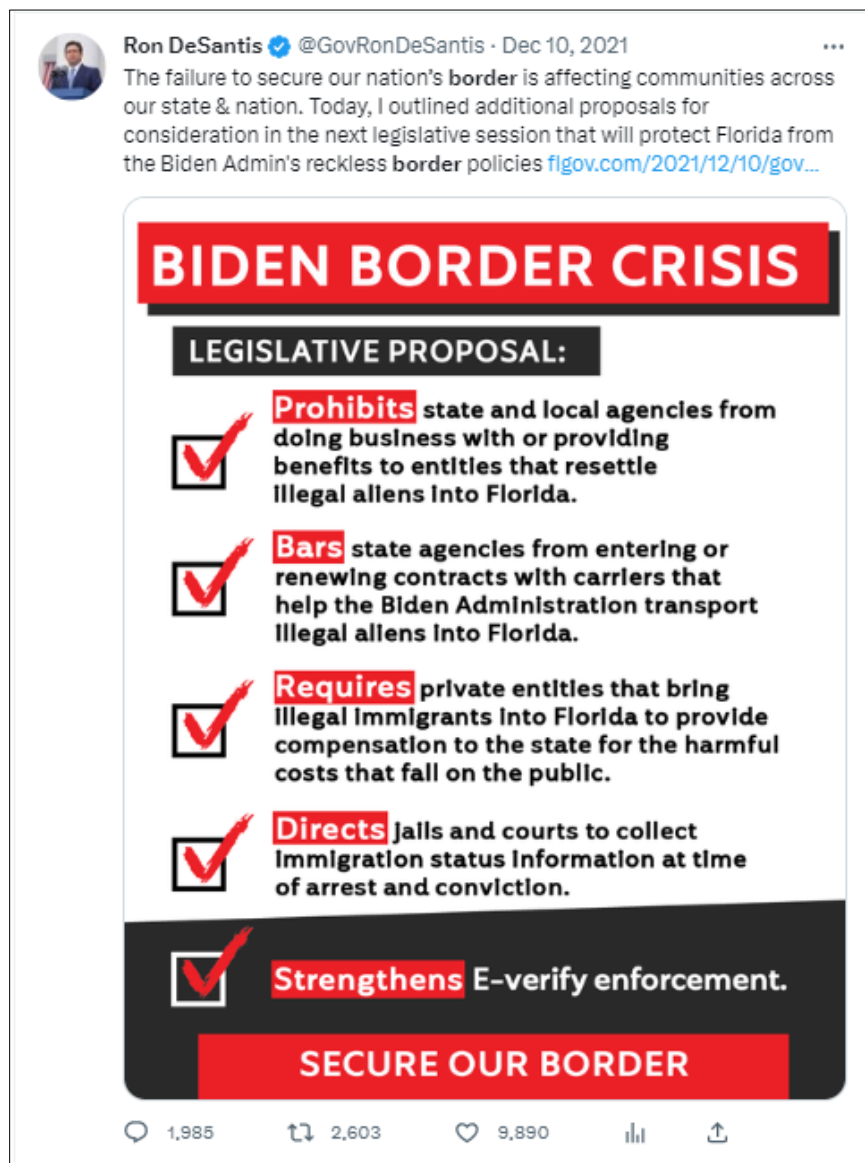 Ron DeSantis @GovRonDeSantis · Dec 10, 2021
The failure to secure our nation's border is affecting communities across
our state & nation. Today, I outlined additional proposals for
consideration in the next legislative session that will protect Florida from
the Biden Admin's reckless border policies flgov.com/2021/12/10/gov...
BIDEN BORDER CRISIS
LEGISLATIVE PROPOSAL:
Prohibits state and local agencies from
doing business with or providing
benefits to entities that resettle
illegal aliens into Florida.
Bars state agencies from entering or
renewing contracts with carriers that
help the Biden Administration transport
illegal aliens into Florida.
Requires private entities that bring
illegal immigrants into Florida to provide
compensation to the state for the harmful
costs that fall on the public.
Directs jails and courts to collect
immigration status information at time
of arrest and conviction.
Strengthens E-verify enforcement.
SECURE OUR BORDER
1,985 2,603 9,890